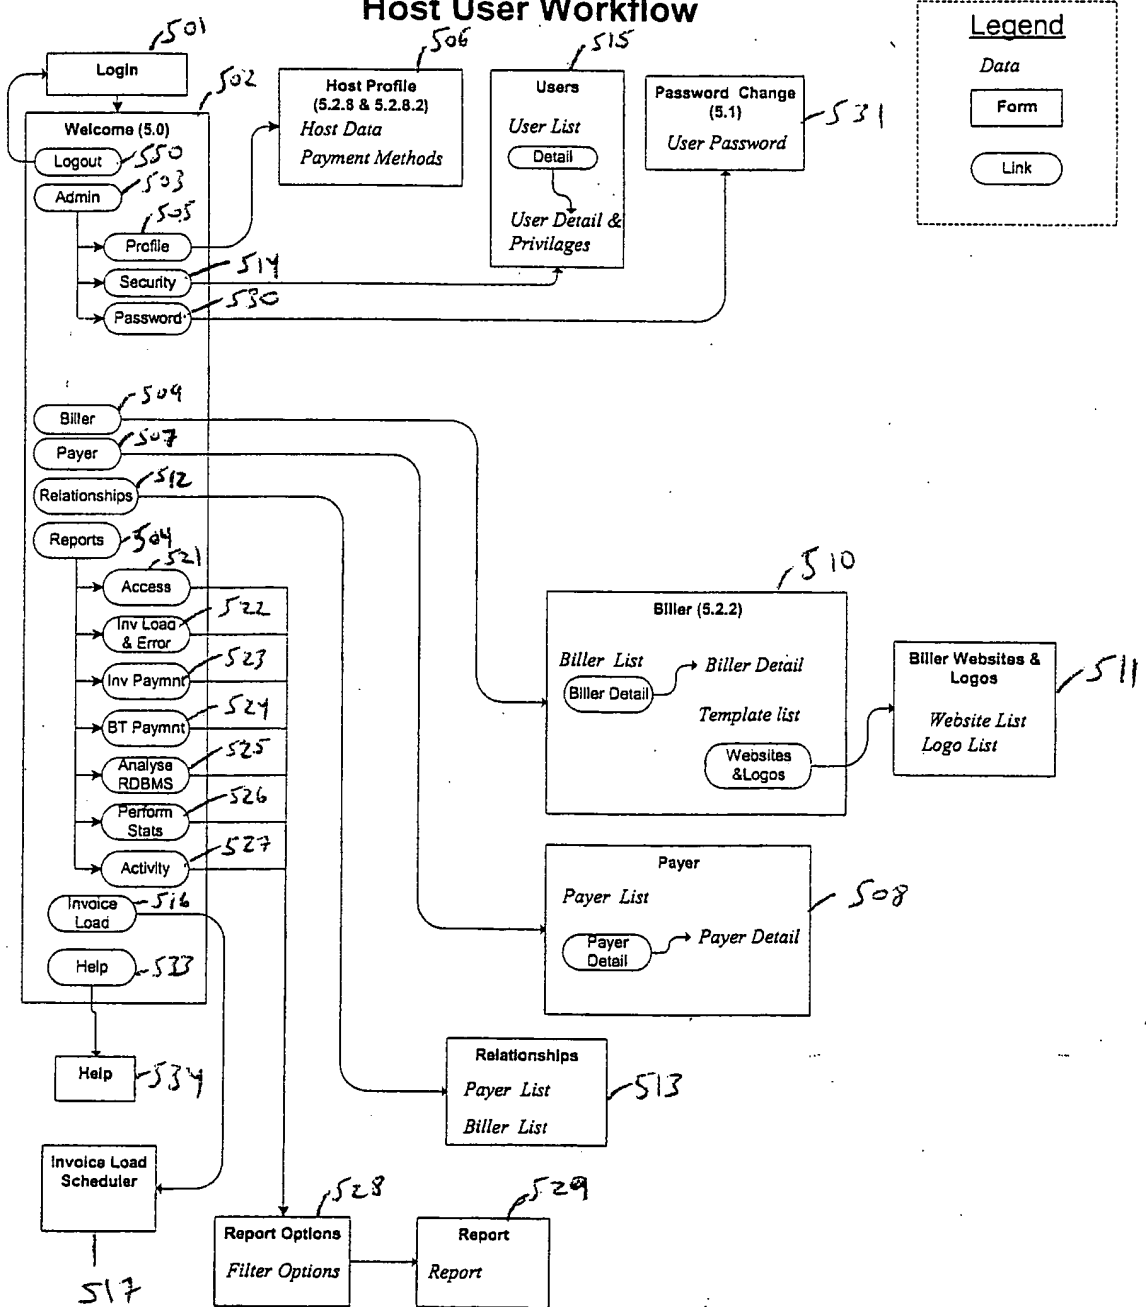 Host User Workflow
501
Login
502
Welcome (5.0)
Logout
550
Admin
503
505
Profile
514
Security
530
Password
506
Host Profile
(5.2.8 & 5.2.8.2)
Host Data
Payment Methods
515
Users
User List
Detail
User Detail &
Privilages
Password Change
(5.1)
User Password
531
Legend
Data
Form
Link
509
Biller
507
Payer
512
Relationships
504
Reports
521
Access
522
Inv Load
& Error
523
Inv Paymnt
524
BT Paymnt
525
Analyse
RDBMS
526
Perform
Stats
527
Activity
516
Invoice
Load
533
Help
534
Help
Invoice Load
Scheduler
517
510
Biller (5.2.2)
Biller List
Biller Detail
Biller Detail
Template list
Websites
&Logos
Biller Websites &
Logos
Website List
Logo List
511
Payer
Payer List
Payer
Detail
Payer Detail
508
Relationships
Payer List
Biller List
513
528
Report Options
Filter Options
529
Report
Report